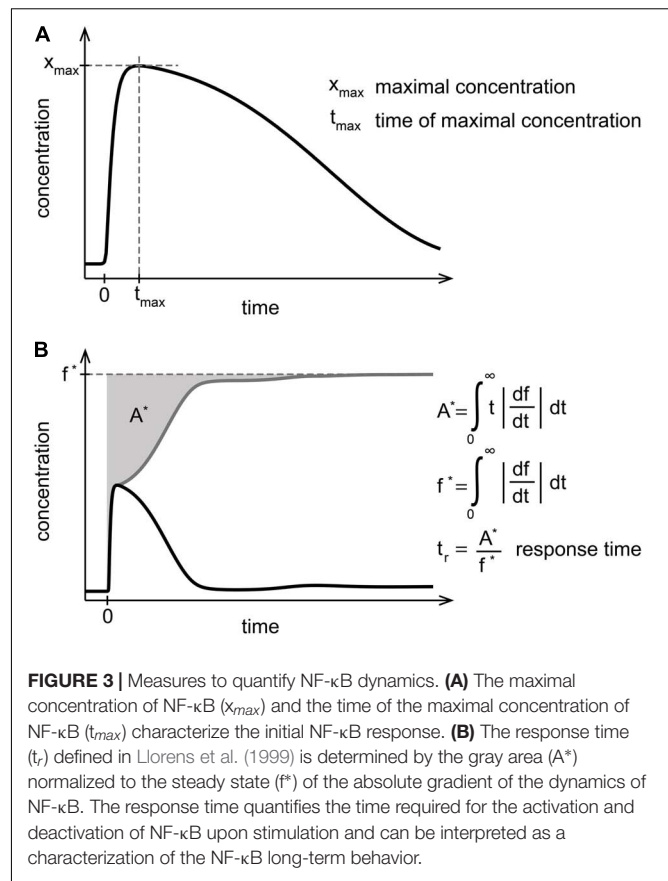 A
x_max
concentration
0
t_max
time
x_max maximal concentration
t_max time of maximal concentration
B
f*
A*
concentration
0
time
A* = ∫_0^∞ t |df/dt| dt
f* = ∫_0^∞ |df/dt| dt
t_r = A*/f* response time
FIGURE 3 | Measures to quantify NF-κB dynamics. (A) The maximal
concentration of NF-κB (x_max) and the time of the maximal concentration of
NF-κB (t_max) characterize the initial NF-κB response. (B) The response time
(t_r) defined in Llorens et al. (1999) is determined by the gray area (A*)
normalized to the steady state (f*) of the absolute gradient of the dynamics of
NF-κB. The response time quantifies the time required for the activation and
deactivation of NF-κB upon stimulation and can be interpreted as a
characterization of the NF-κB long-term behavior.